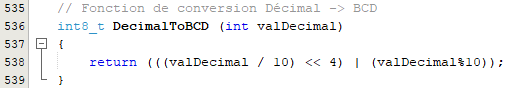 535 // Fonction de conversion Décimal -> BCD
536 int8_t DecimalToBCD (int valDecimal)
537 {
538 return (((valDecimal / 10) << 4) | (valDecimal%10));
539 }